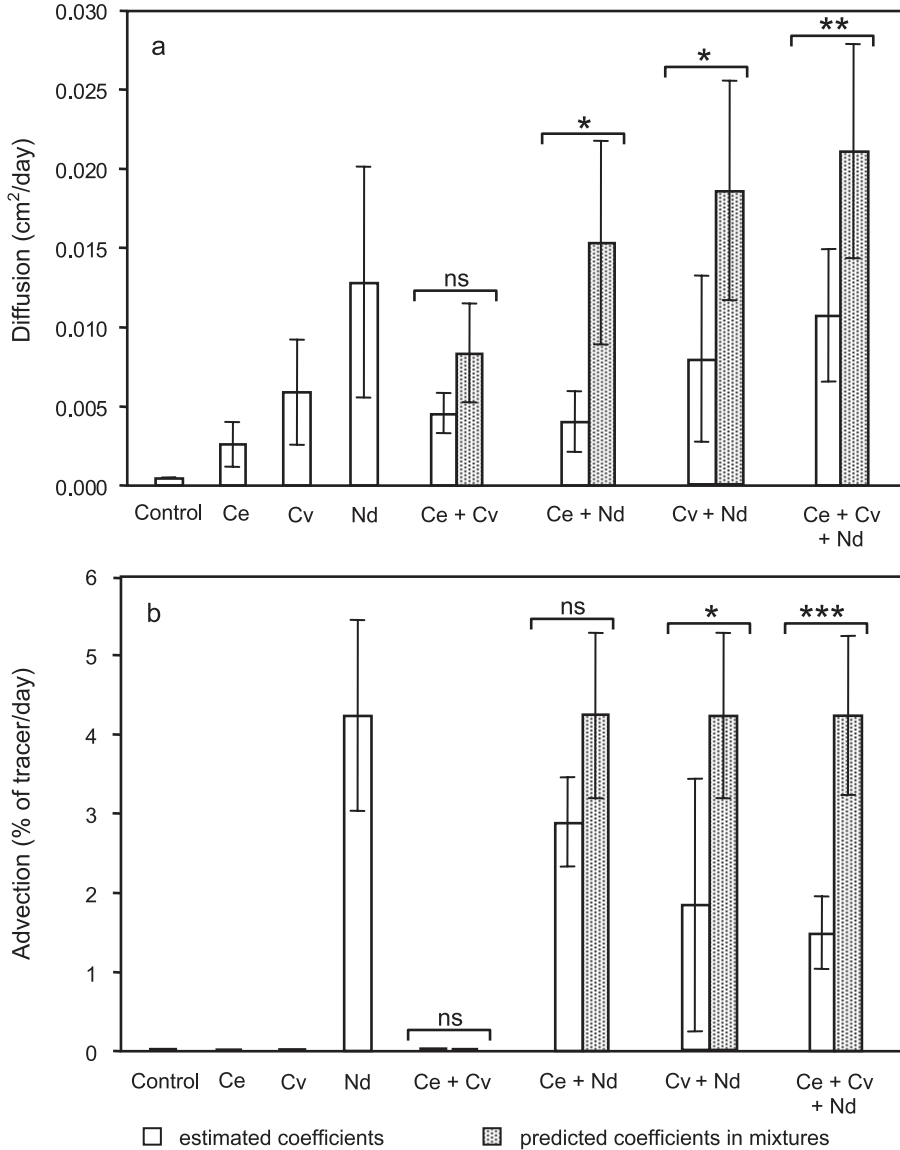 a
Diffusion (cm²/day)
0.030
0.025
0.020
0.015
0.010
0.005
0.000
ns
*
*
**
Control Ce Cv Nd Ce + Cv Ce + Nd Cv + Nd Ce + Cv
+ Nd
b
Advection (% of tracer/day)
6
5
4
3
2
1
0
ns
ns
*
***
Control Ce Cv Nd Ce + Cv Ce + Nd Cv + Nd Ce + Cv
+ Nd
estimated coefficients predicted coefficients in mixtures